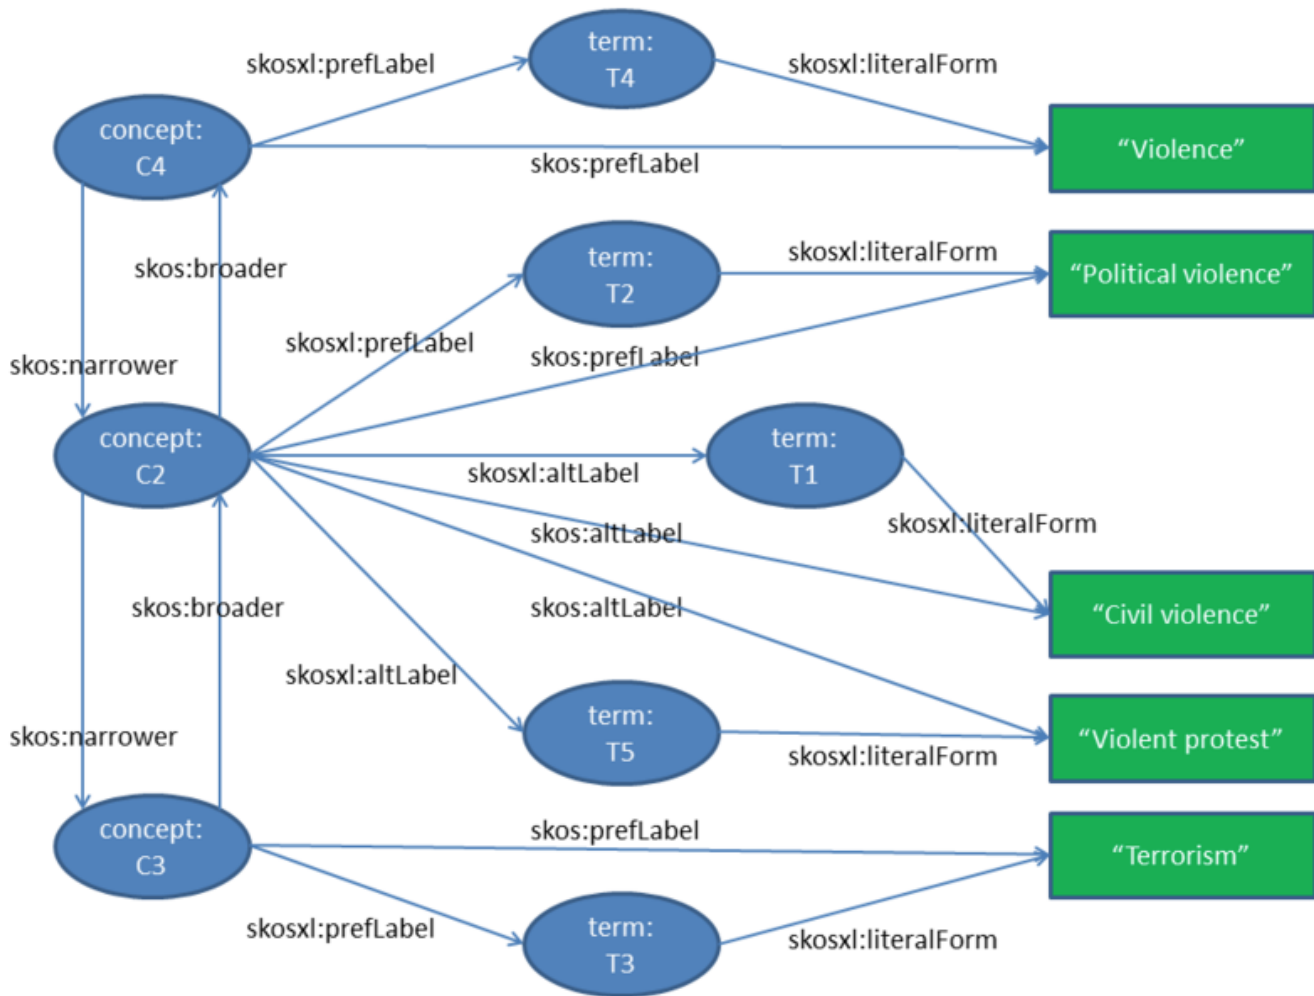 term:
T4
skosxl:prefLabel
skosxl:literalForm
concept:
C4
“Violence”
skos:prefLabel
skos:broader
term:
T2
skosxl:literalForm
“Political violence”
skosxl:prefLabel
skos:prefLabel
skos:narrower
concept:
C2
term:
T1
skosxl:altLabel
skosxl:literalForm
skos:altLabel
skos:broader
skos:altLabel
“Civil violence”
skosxl:altLabel
term:
T5
skos:narrower
“Violent protest”
skosxl:literalForm
concept:
C3
skos:prefLabel
“Terrorism”
skosxl:prefLabel
term:
T3
skosxl:literalForm